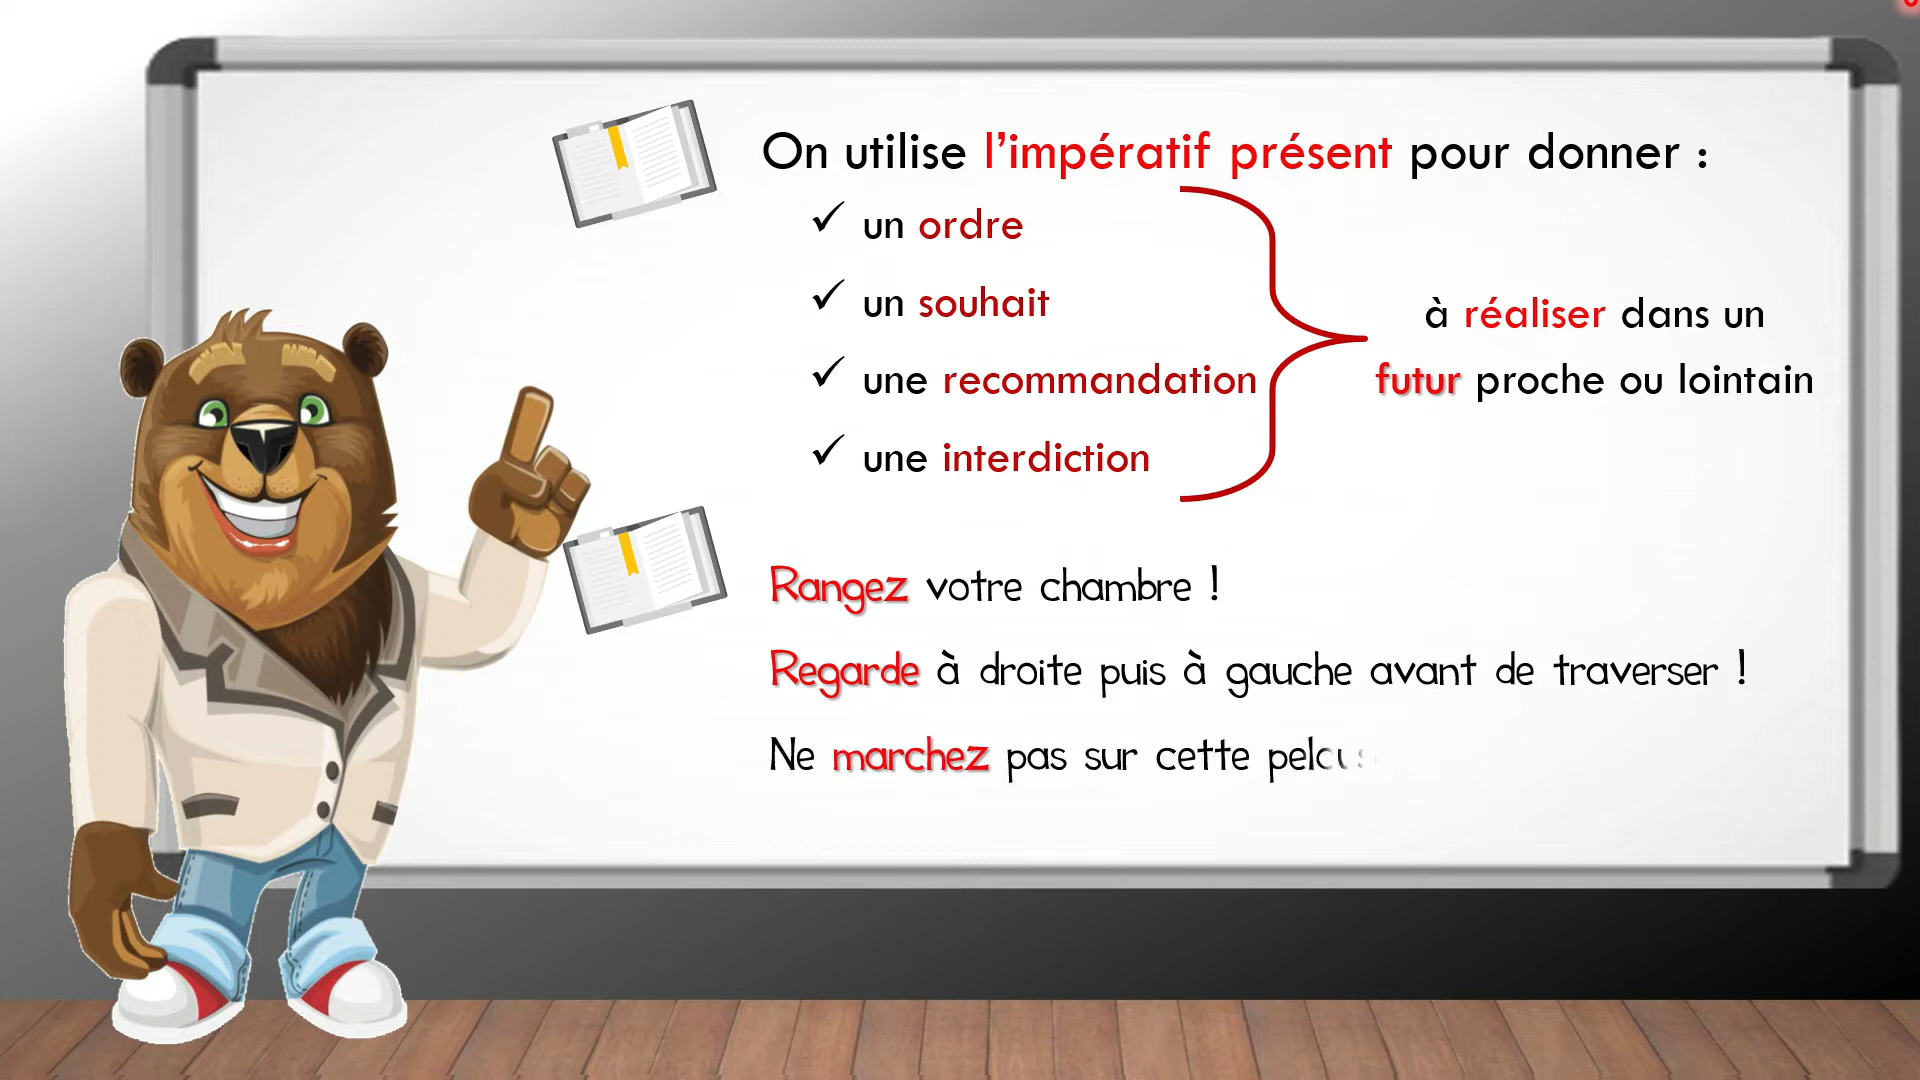 On utilise l'impératif présent pour donner :
✓ un ordre
✓ un souhait
✓ une recommandation
✓ une interdiction
à réaliser dans un
futur proche ou lointain
Rangez votre chambre !
Regarde à droite puis à gauche avant de traverser !
Ne marchez pas sur cette